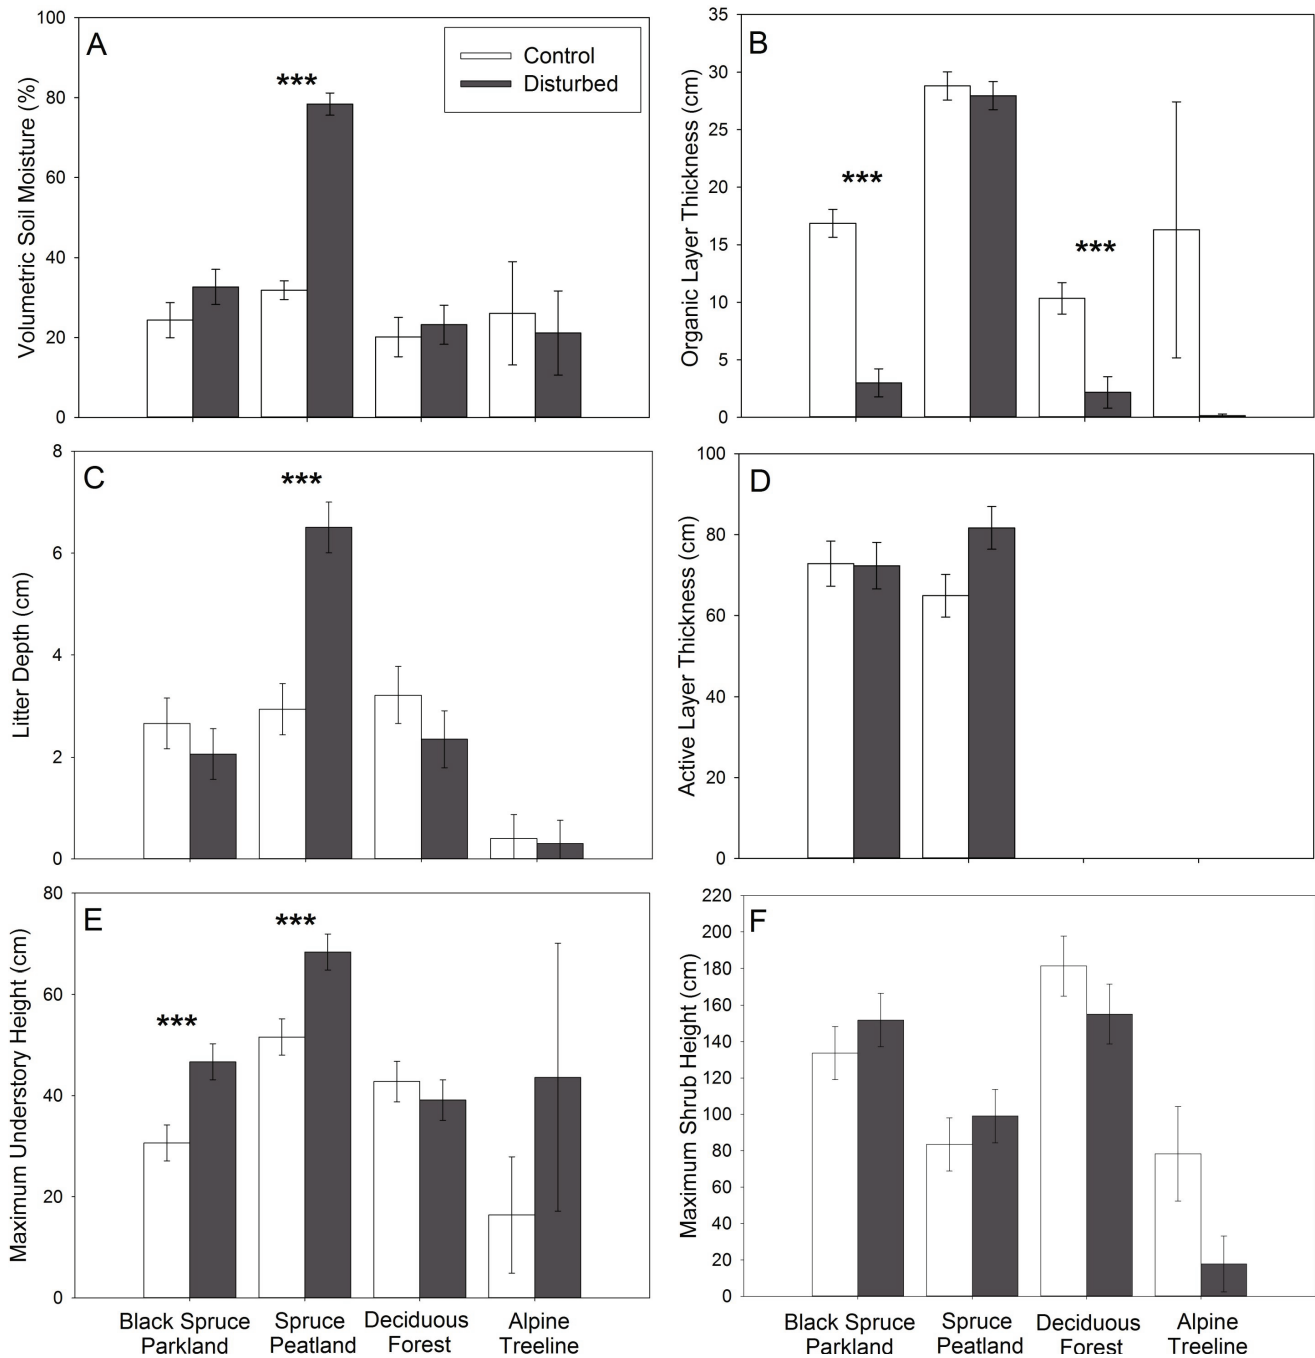 A
Control
Disturbed
***
Volumetric Soil Moisture (%)
100
80
60
40
20
0
B
***
***
Organic Layer Thickness (cm)
35
30
25
20
15
10
5
0
C
***
Litter Depth (cm)
8
6
4
2
0
D
Active Layer Thickness (cm)
100
80
60
40
20
0
E
***
***
Maximum Understory Height (cm)
80
60
40
20
0
Black Spruce
Parkland
Spruce
Peatland
Deciduous
Forest
Alpine
Treeline
F
Maximum Shrub Height (cm)
220
200
180
160
140
120
100
80
60
40
20
0
Black Spruce
Parkland
Spruce
Peatland
Deciduous
Forest
Alpine
Treeline